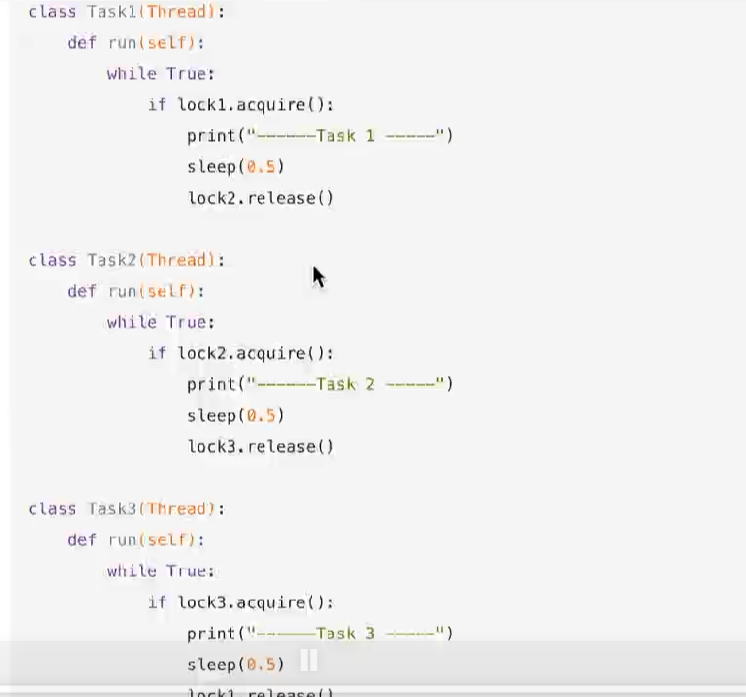 class Task1(Thread):
    def run(self):
        while True:
            if lock1.acquire():
                print("------Task 1 -----")
                sleep(0.5)
                lock2.release()
class Task2(Thread):
    def run(self):
        while True:
            if lock2.acquire():
                print("------Task 2 -----")
                sleep(0.5)
                lock3.release()
class Task3(Thread):
    def run(self):
        while True:
            if lock3.acquire():
                print("------Task 3 -----")
                sleep(0.5)
                lock1.release()